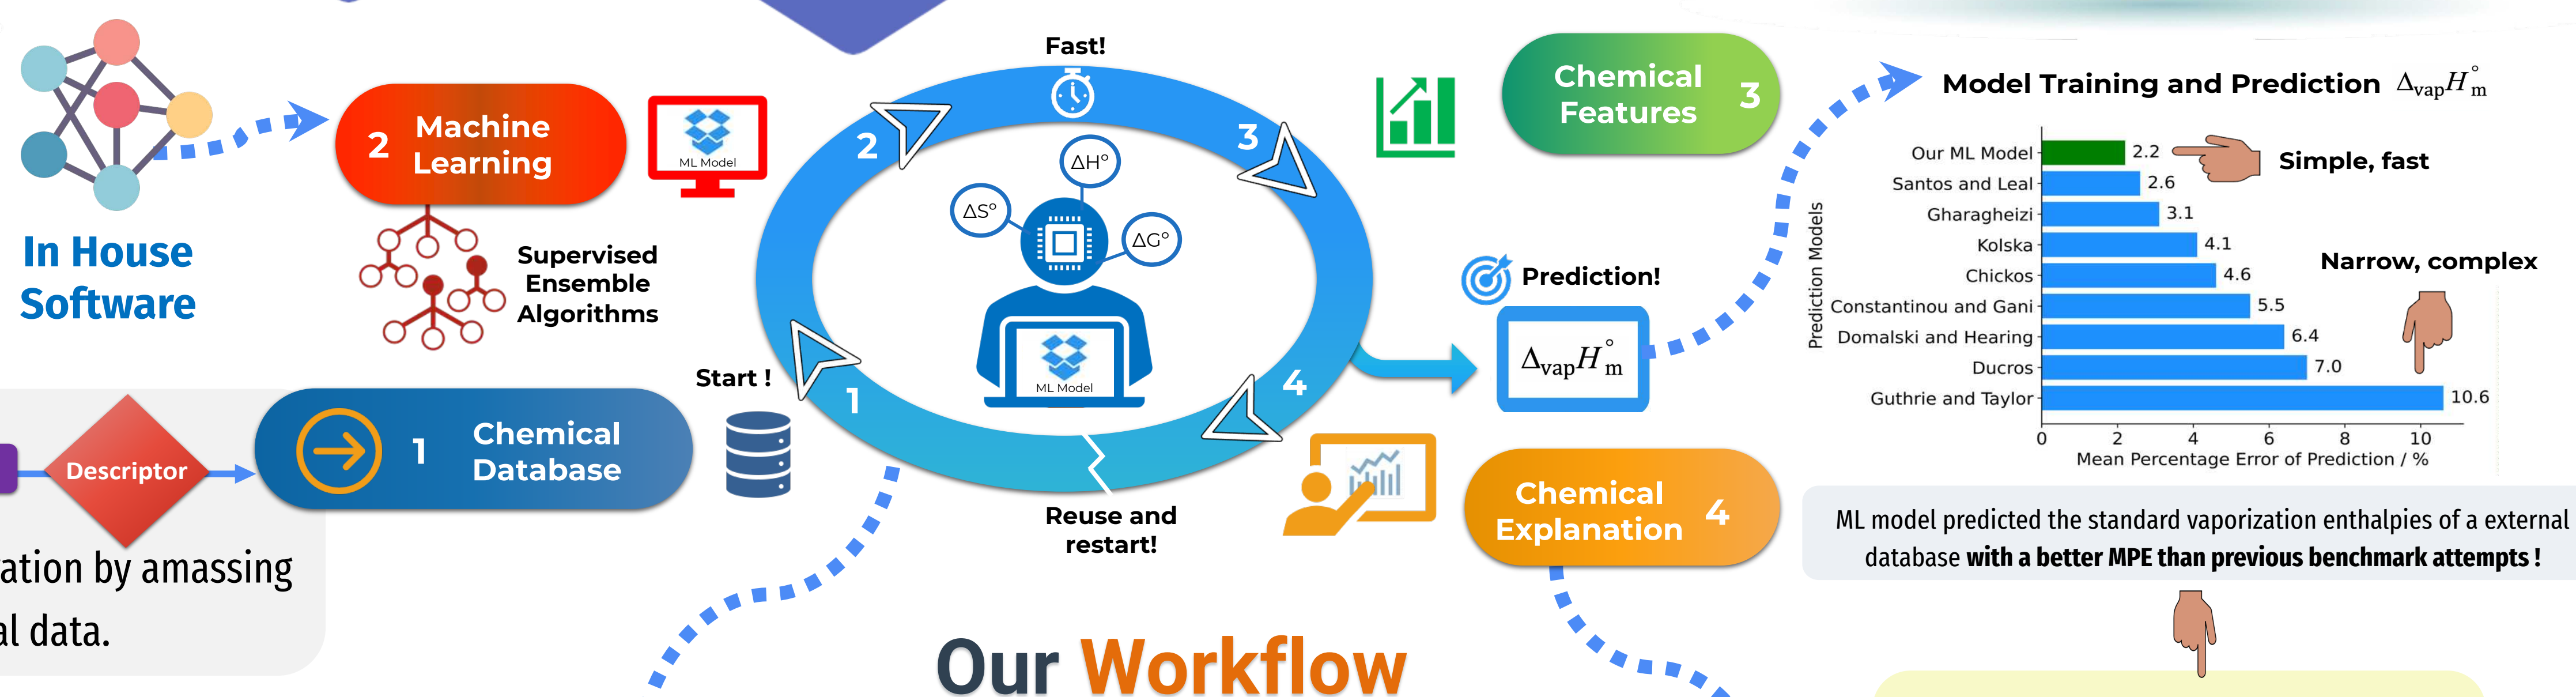 In House
Software
2 Machine
Learning
ML Model
Supervised
Ensemble
Algorithms
Descriptor
1 Chemical
Database
ation by amassing
al data.
Start !
Fast!
1
2
3
4
ΔH°
ΔS°
ΔG°
ML Model
Reuse and
restart!
Chemical
Features 3
Prediction!
ΔvapH°m
Chemical
Explanation 4
Our Workflow
Model Training and Prediction ΔvapH°m
Prediction Models
Our ML Model 2.2
Simple, fast
Santos and Leal 2.6
Gharagheizi 3.1
Kolska 4.1
Narrow, complex
Chickos 4.6
Constantinou and Gani 5.5
Domalski and Hearing 6.4
Ducros 7.0
Guthrie and Taylor 10.6
0 2 4 6 8 10
Mean Percentage Error of Prediction / %
ML model predicted the standard vaporization enthalpies of a external
database with a better MPE than previous benchmark attempts !